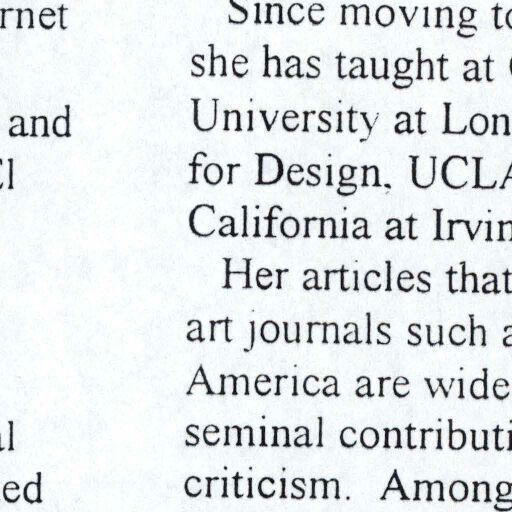 rnet
and
al
ed
Since moving to
she has taught at
University at Lon
for Design, UCLA
California at Irvin
Her articles that
art journals such a
America are wide
seminal contributi
criticism. Among